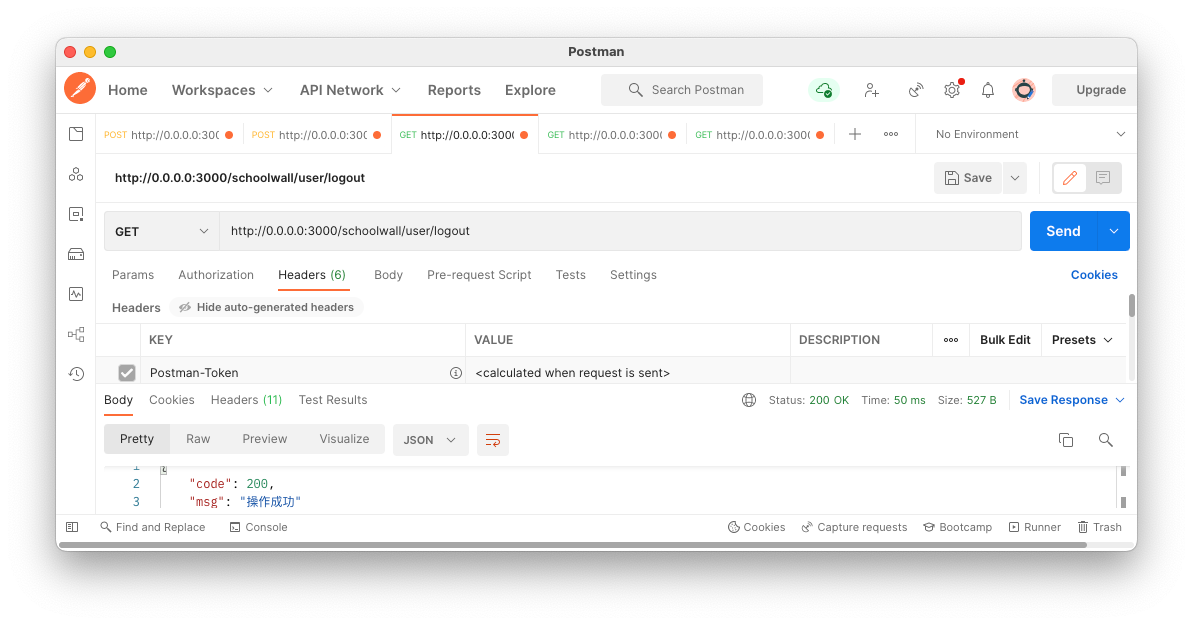 Postman
Home Workspaces API Network Reports Explore Search Postman Upgrade
POST http://0.0.0.0:300 POST http://0.0.0.0:300 GET http://0.0.0.0:3000 GET http://0.0.0.0:3000 GET http://0.0.0.0:3000 No Environment
http://0.0.0.0:3000/schoolwall/user/logout Save
GET http://0.0.0.0:3000/schoolwall/user/logout Send
Params Authorization Headers (6) Body Pre-request Script Tests Settings Cookies
Headers Hide auto-generated headers
KEY VALUE DESCRIPTION Bulk Edit Presets
Postman-Token <calculated when request is sent>
Body Cookies Headers (11) Test Results Status: 200 OK Time: 50 ms Size: 527 B Save Response
Pretty Raw Preview Visualize JSON
1 {
2 "code": 200,
3 "msg": "操作成功"
Find and Replace Console Cookies Capture requests Bootcamp Runner Trash